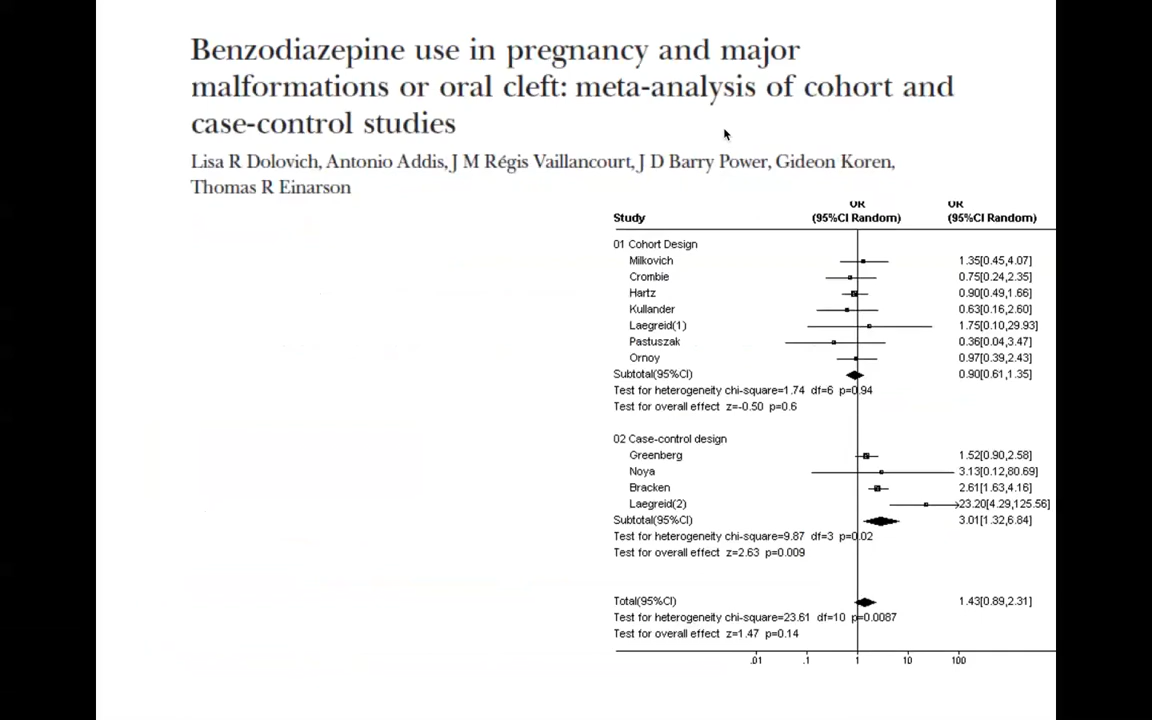 Benzodiazepine use in pregnancy and major
malformations or oral cleft: meta-analysis of cohort and
case-control studies
Lisa R Dolovich, Antonio Addis, J M Régis Vaillancourt, J D Barry Power, Gideon Koren,
Thomas R Einarson
OR OR
Study (95%CI Random) (95%CI Random)
01 Cohort Design
Milkovich 1.35[0.45,4.07]
Crombie 0.75[0.24,2.35]
Hartz 0.90[0.49,1.66]
Kullander 0.63[0.16,2.60]
Laegreid(1) 1.75[0.10,29.93]
Pastuszak 0.36[0.04,3.47]
Ornoy 0.97[0.39,2.43]
Subtotal(95%CI) 0.90[0.61,1.35]
Test for heterogeneity chi-square=1.74 df=6 p=0.94
Test for overall effect z=-0.50 p=0.6
02 Case-control design
Greenberg 1.52[0.90,2.58]
Noya 3.13[0.12,80.69]
Bracken 2.61[1.63,4.16]
Laegreid(2) 23.20[4.29,125.56]
Subtotal(95%CI) 3.01[1.32,6.84]
Test for heterogeneity chi-square=9.87 df=3 p=0.02
Test for overall effect z=2.63 p=0.009
Total(95%CI) 1.43[0.89,2.31]
Test for heterogeneity chi-square=23.61 df=10 p=0.0087
Test for overall effect z=1.47 p=0.14
.01 .1 1 10 100